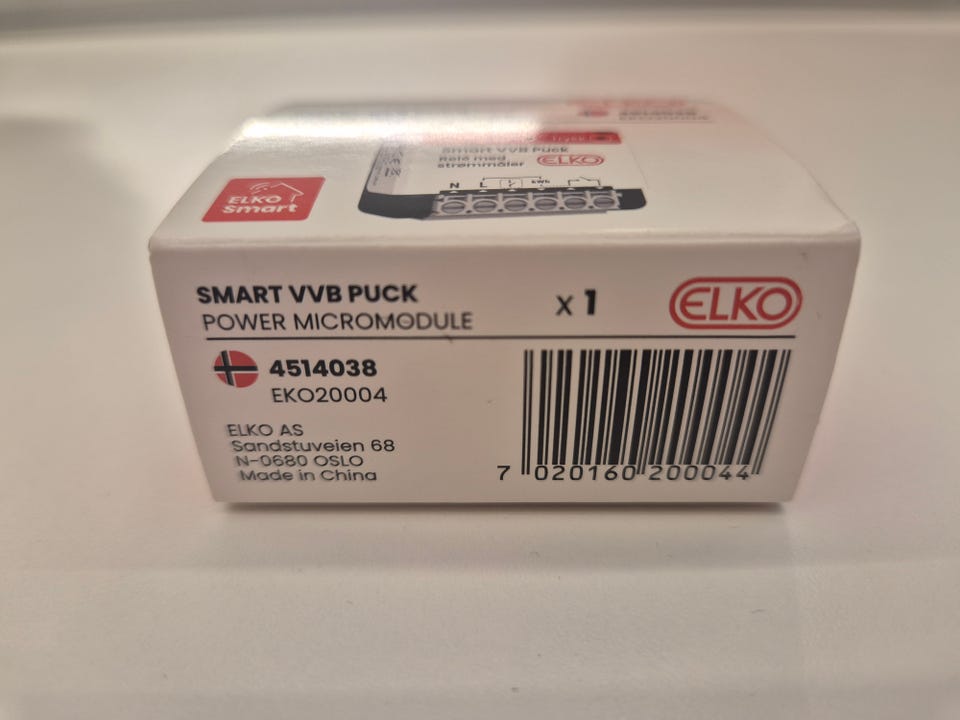 Trykk
Smart VVB Puck
Relé med
strømmåler
ELKO
N L
ELKO
Smart
SMART VVB PUCK
POWER MICROMODULE
x 1
ELKO
4514038
EKO20004
ELKO AS
Sandstuveien 68
N-0680 OSLO
Made in China
7 020160 200044